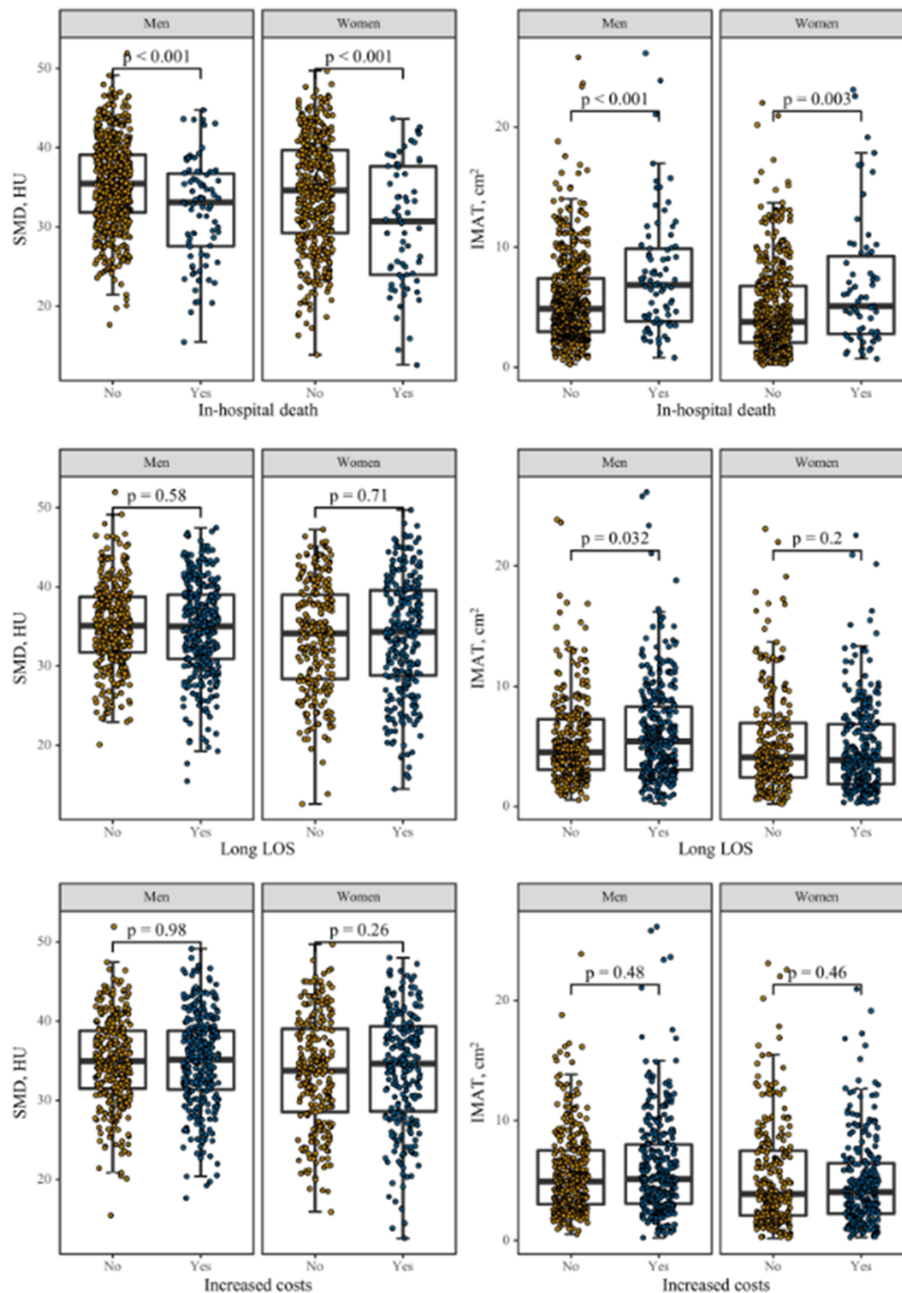 Men Women
p < 0.001 p < 0.001
50
40
30
20
SMD, HU
No Yes No Yes
In-hospital death
Men Women
p < 0.001 p = 0.003
20
10
0
IMAT, cm²
No Yes No Yes
In-hospital death
Men Women
p = 0.58 p = 0.71
50
40
30
20
SMD, HU
No Yes No Yes
Long LOS
Men Women
p = 0.032 p = 0.2
20
10
0
IMAT, cm²
No Yes No Yes
Long LOS
Men Women
p = 0.98 p = 0.26
50
40
30
20
SMD, HU
No Yes No Yes
Increased costs
Men Women
p = 0.48 p = 0.46
20
10
0
IMAT, cm²
No Yes No Yes
Increased costs